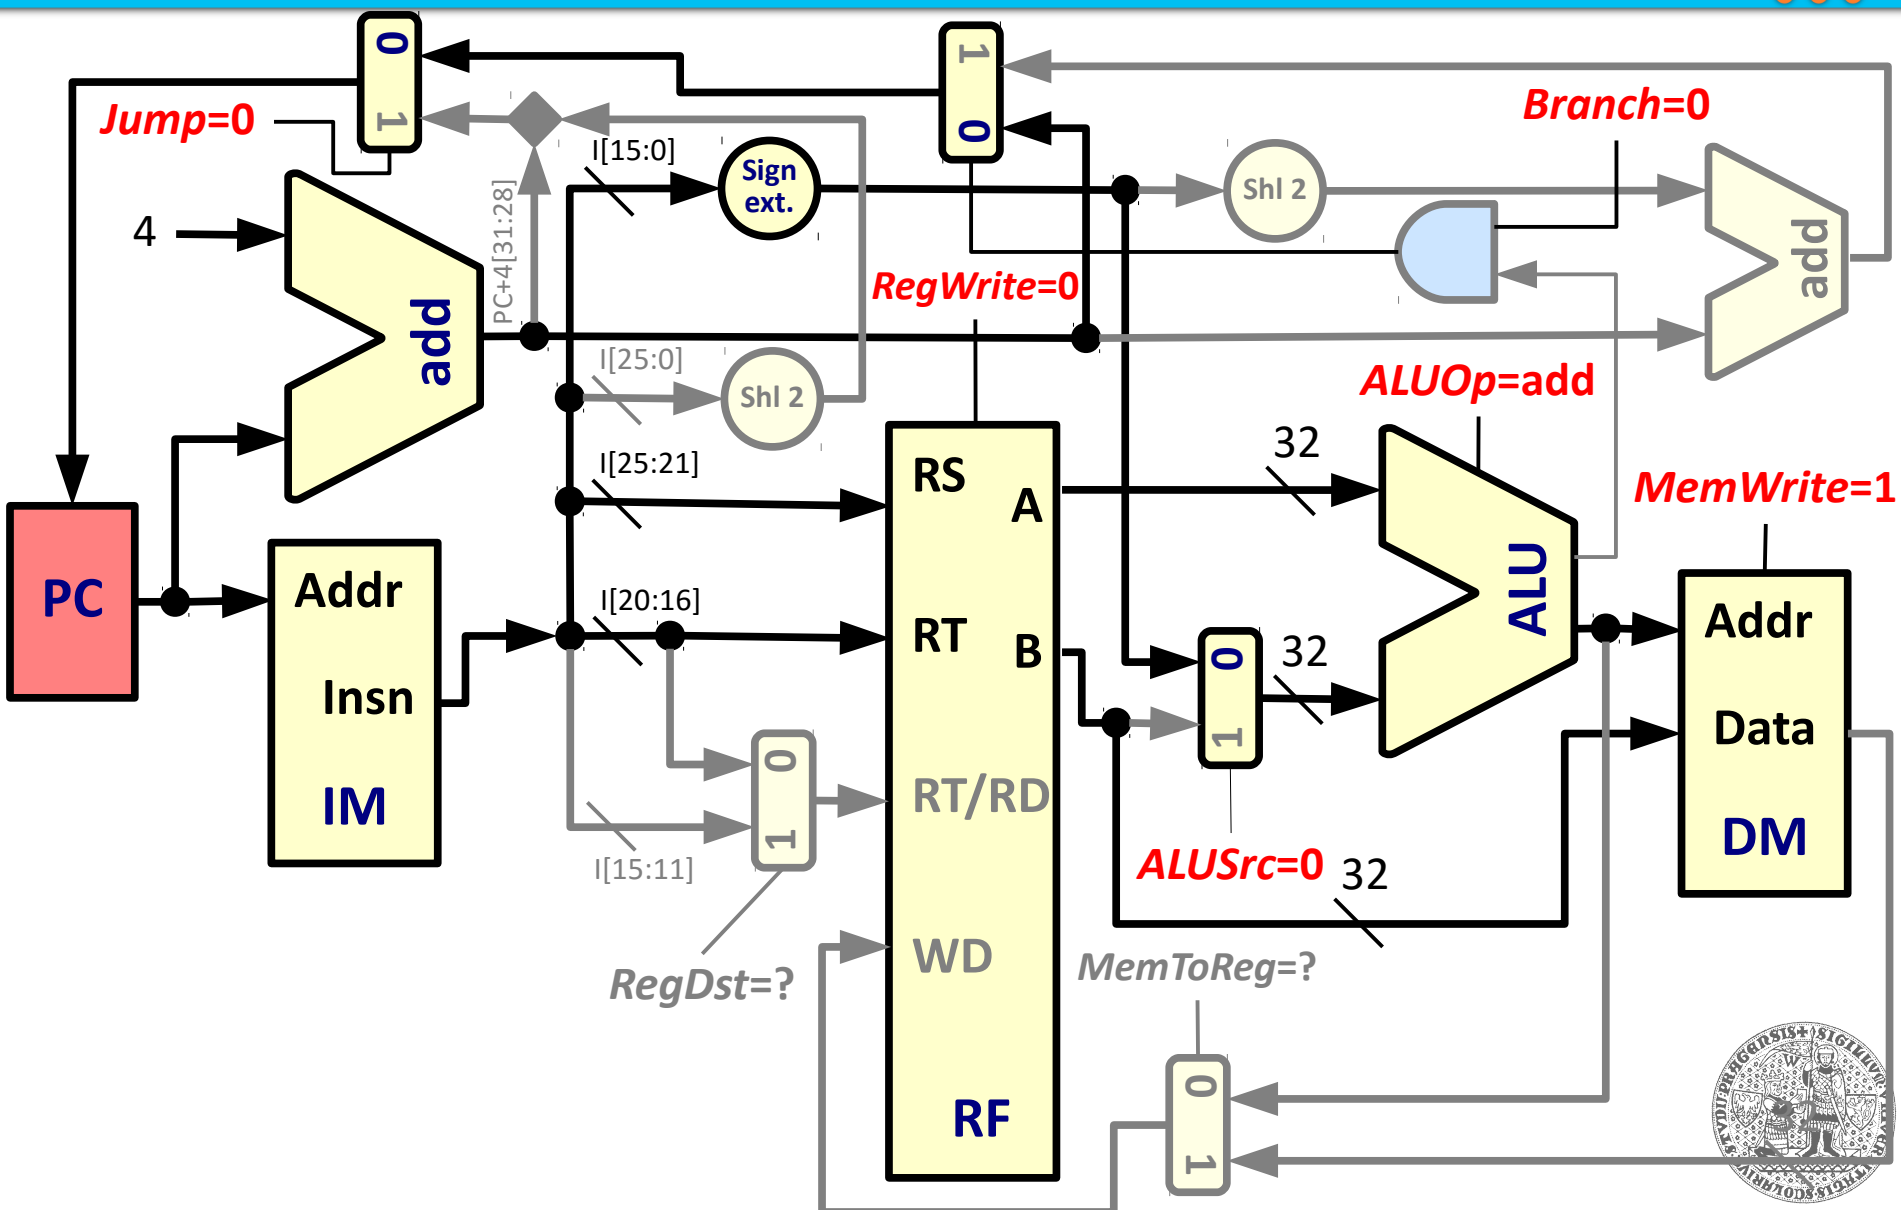 0
1
1
0
Jump=0
Branch=0
I[15:0]
Sign
ext.
Shl 2
4
PC+4[31:28]
add
add
RegWrite=0
I[25:0]
Shl 2
ALUOp=add
I[25:21]
RS
A
32
MemWrite=1
PC
Addr
Insn
IM
I[20:16]
RT
B
0
1
32
ALU
Addr
Data
DM
0
1
RT/RD
I[15:11]
ALUSrc=0
32
RegDst=?
WD
MemToReg=?
RF
0
1